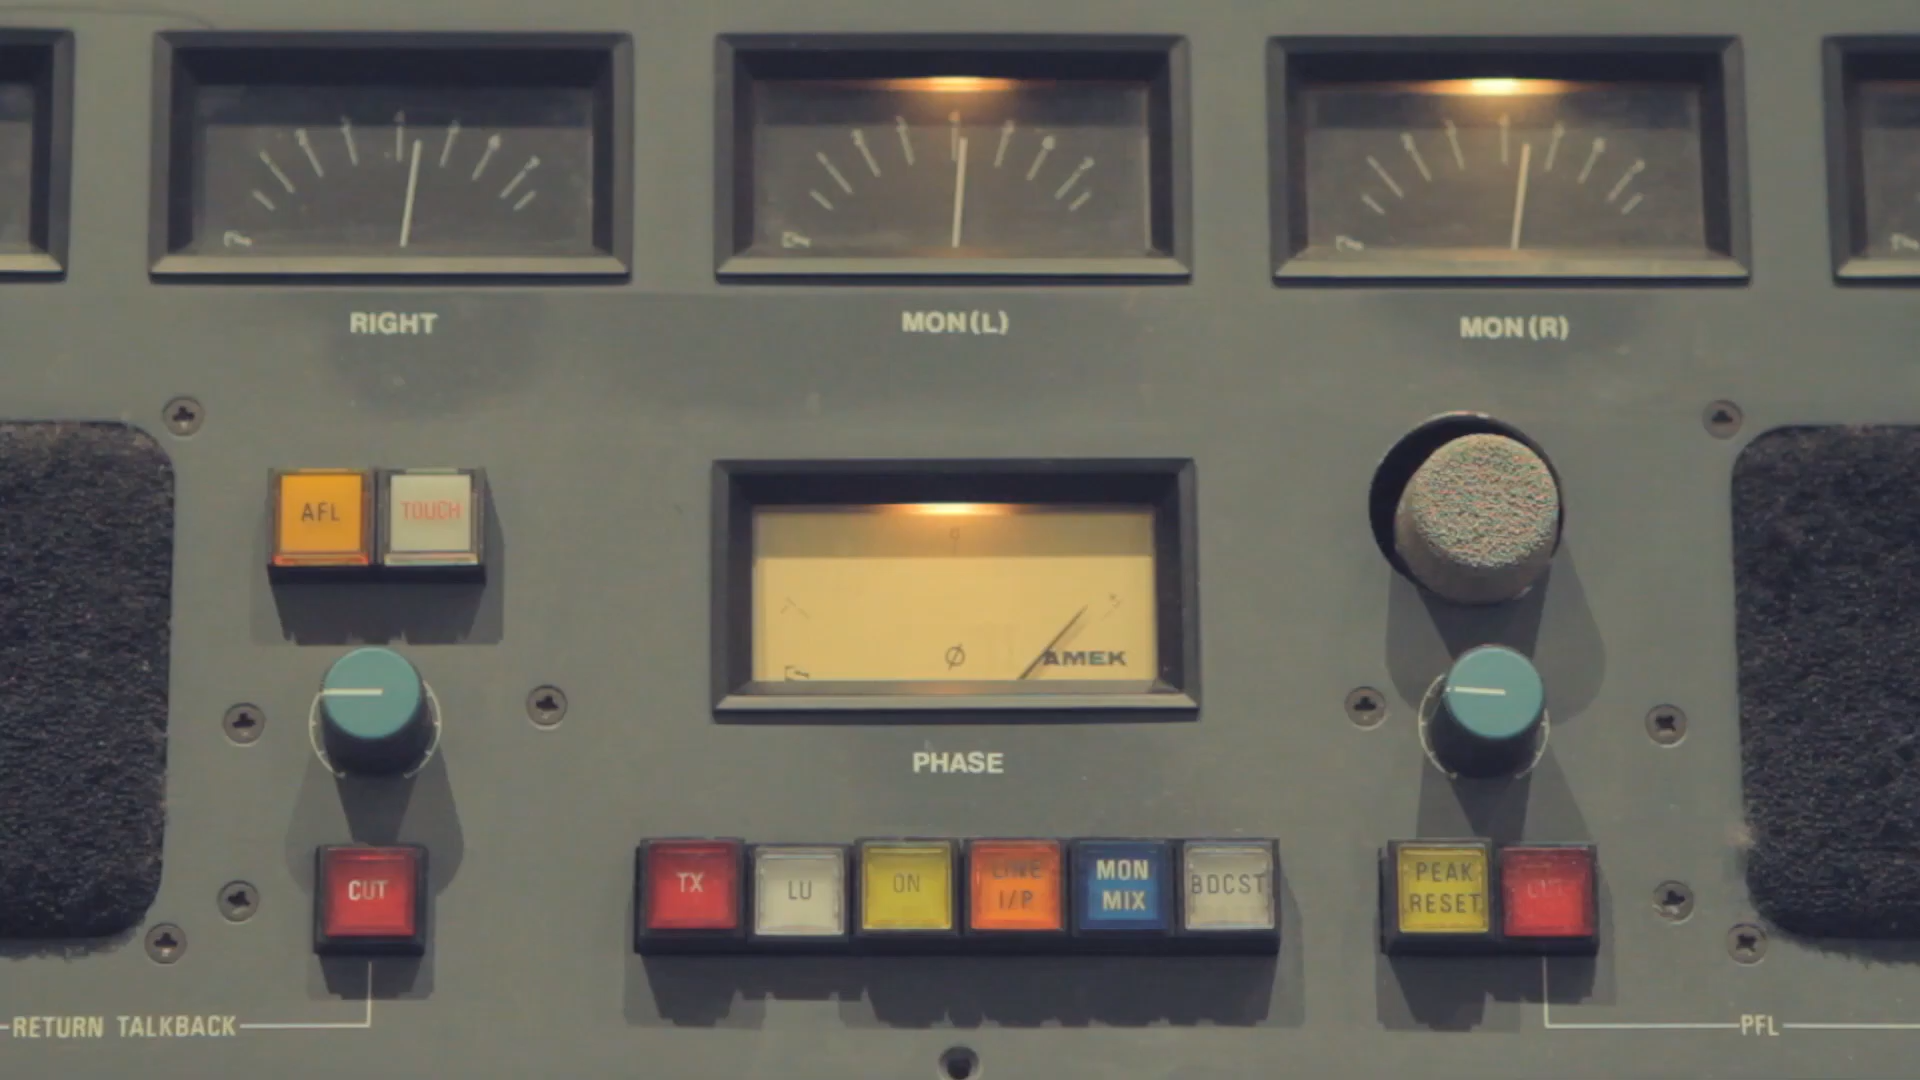 RIGHT
MON(L)
MON(R)
AFL
TOUCH
AMEK
PHASE
CUT
TX
LU
ON
LINE
I/P
MON
MIX
BDCST
PEAK
RESET
CUT
RETURN TALKBACK
PFL